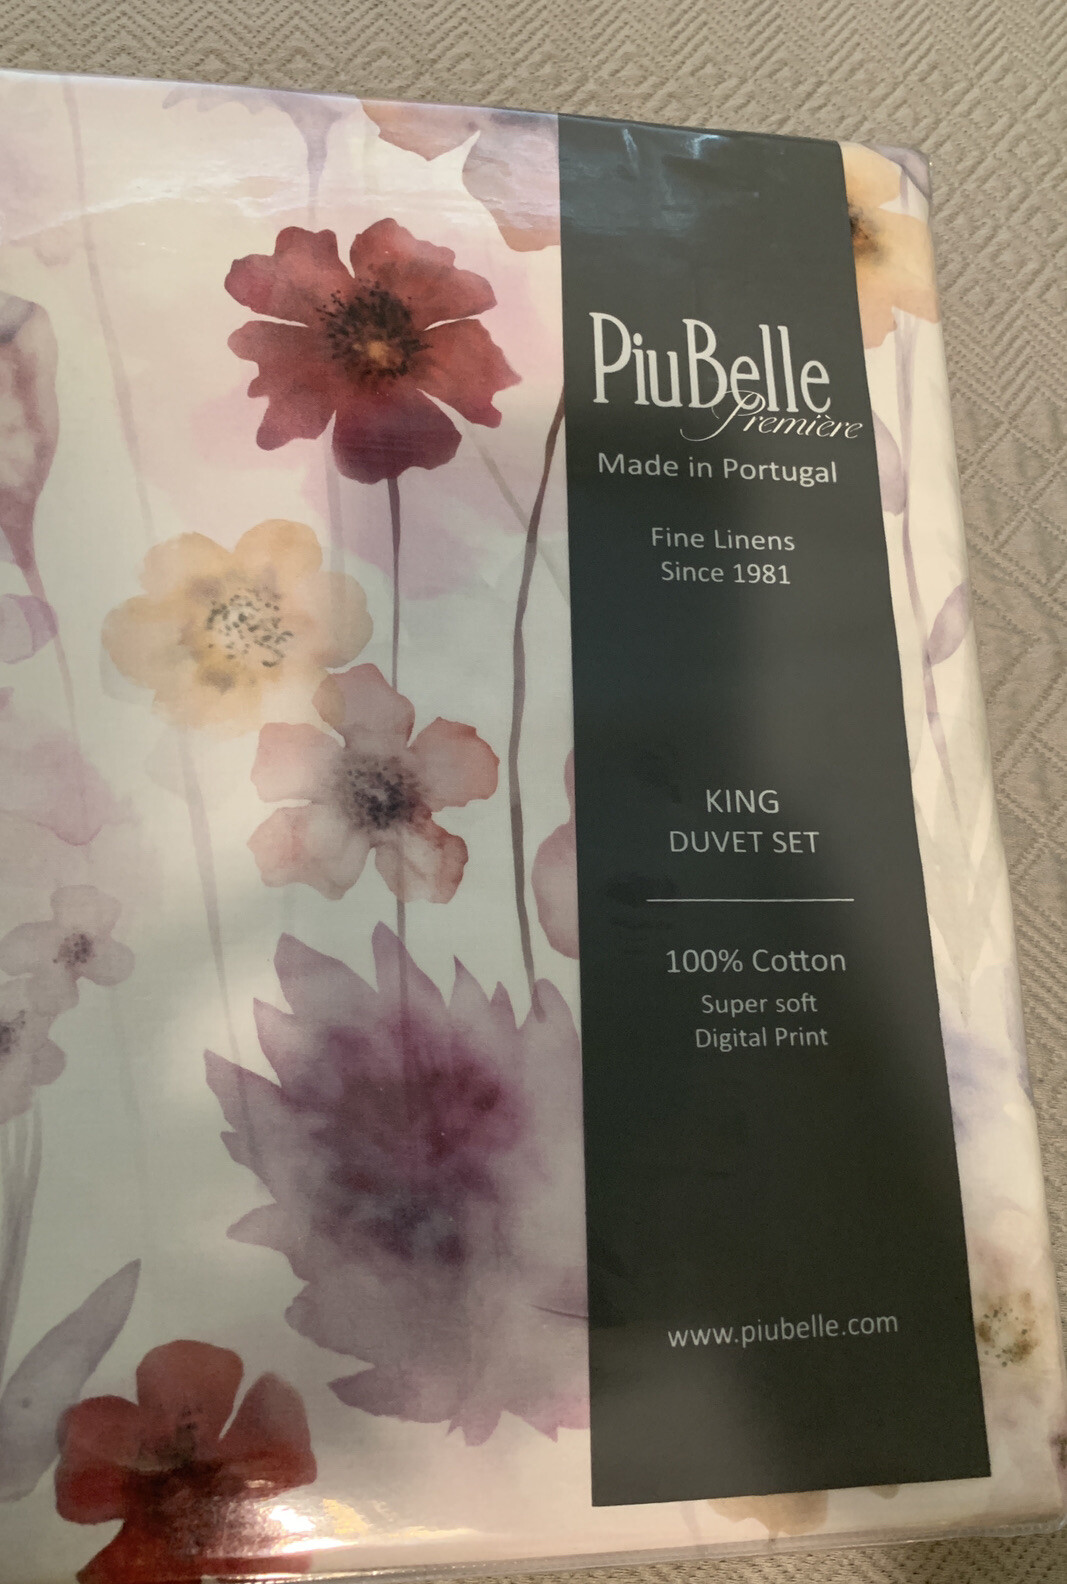 PiuBelle
Première
Made in Portugal
Fine Linens
Since 1981
KING
DUVET SET
100% Cotton
Super soft
Digital Print
www.piubelle.com